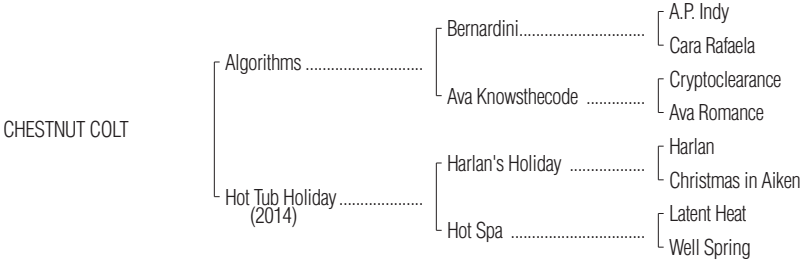 A.P. Indy
Bernardini..............................
Cara Rafaela
Algorithms ............................
Cryptoclearance
Ava Knowsthecode ..............
Ava Romance
CHESTNUT COLT
Harlan
Harlan's Holiday ..................
Christmas in Aiken
Hot Tub Holiday ....................
(2014)
Latent Heat
Hot Spa ................................
Well Spring